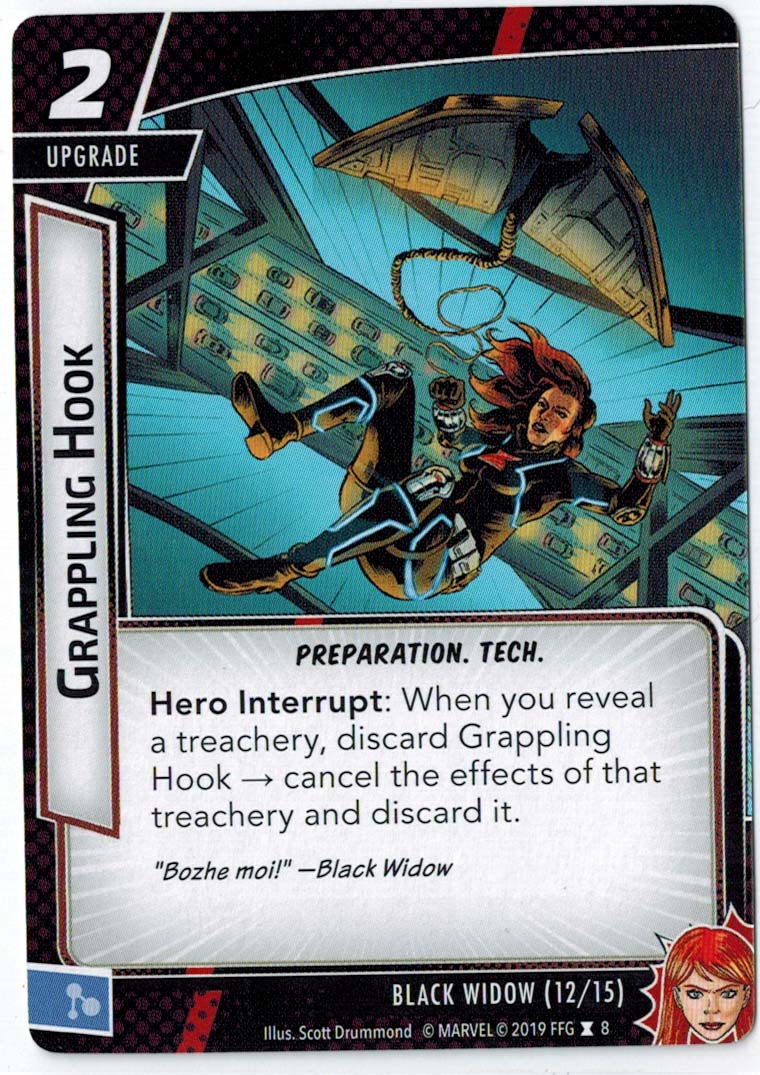 2
UPGRADE
GRAPPLING HOOK
PREPARATION. TECH.
Hero Interrupt: When you reveal
a treachery, discard Grappling
Hook → cancel the effects of that
treachery and discard it.
"Bozhe moi!" —Black Widow
BLACK WIDOW (12/15)
Illus. Scott Drummond © MARVEL © 2019 FFG 8